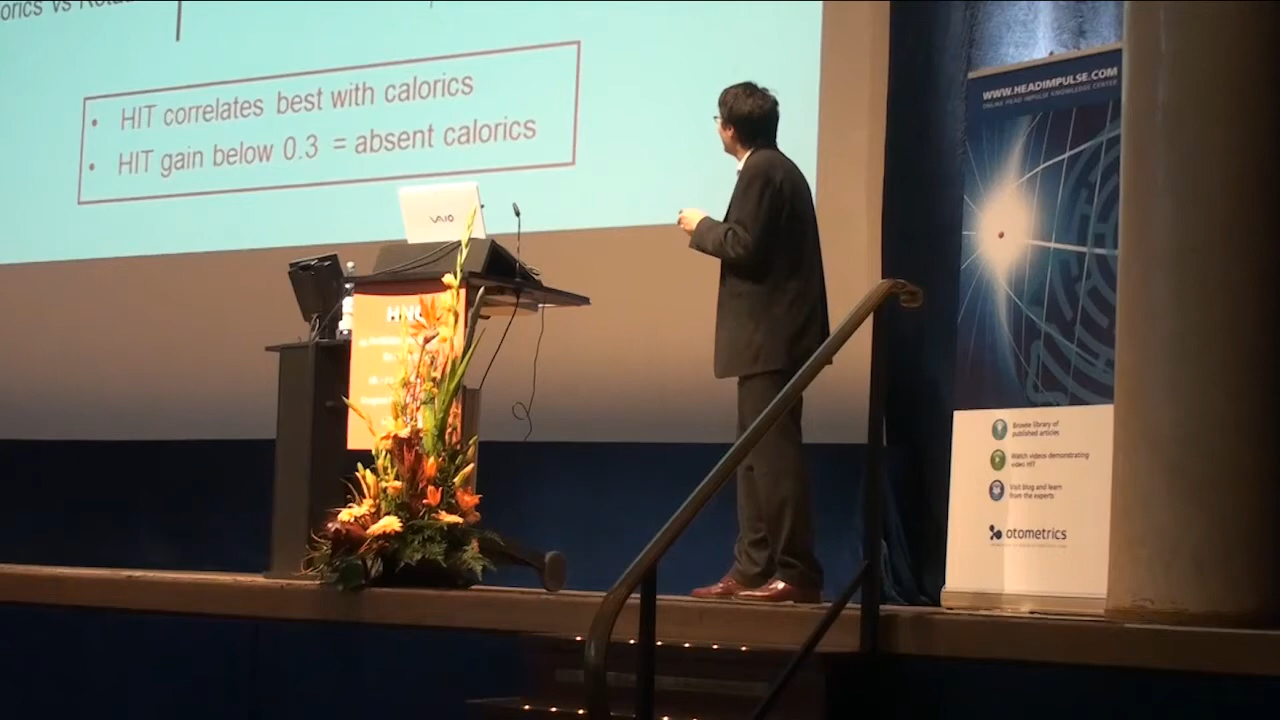 orics vs
• HIT correlates best with calorics
• HIT gain below 0.3 = absent calorics
VAIO
HN
WWW.HEADIMPULSE.COM
ONLINE HEAD IMPULSE KNOWLEDGE CENTER
Browse library of
published articles
Watch videos demonstrating
video HIT
Visit blog and learn
from the experts
otometrics